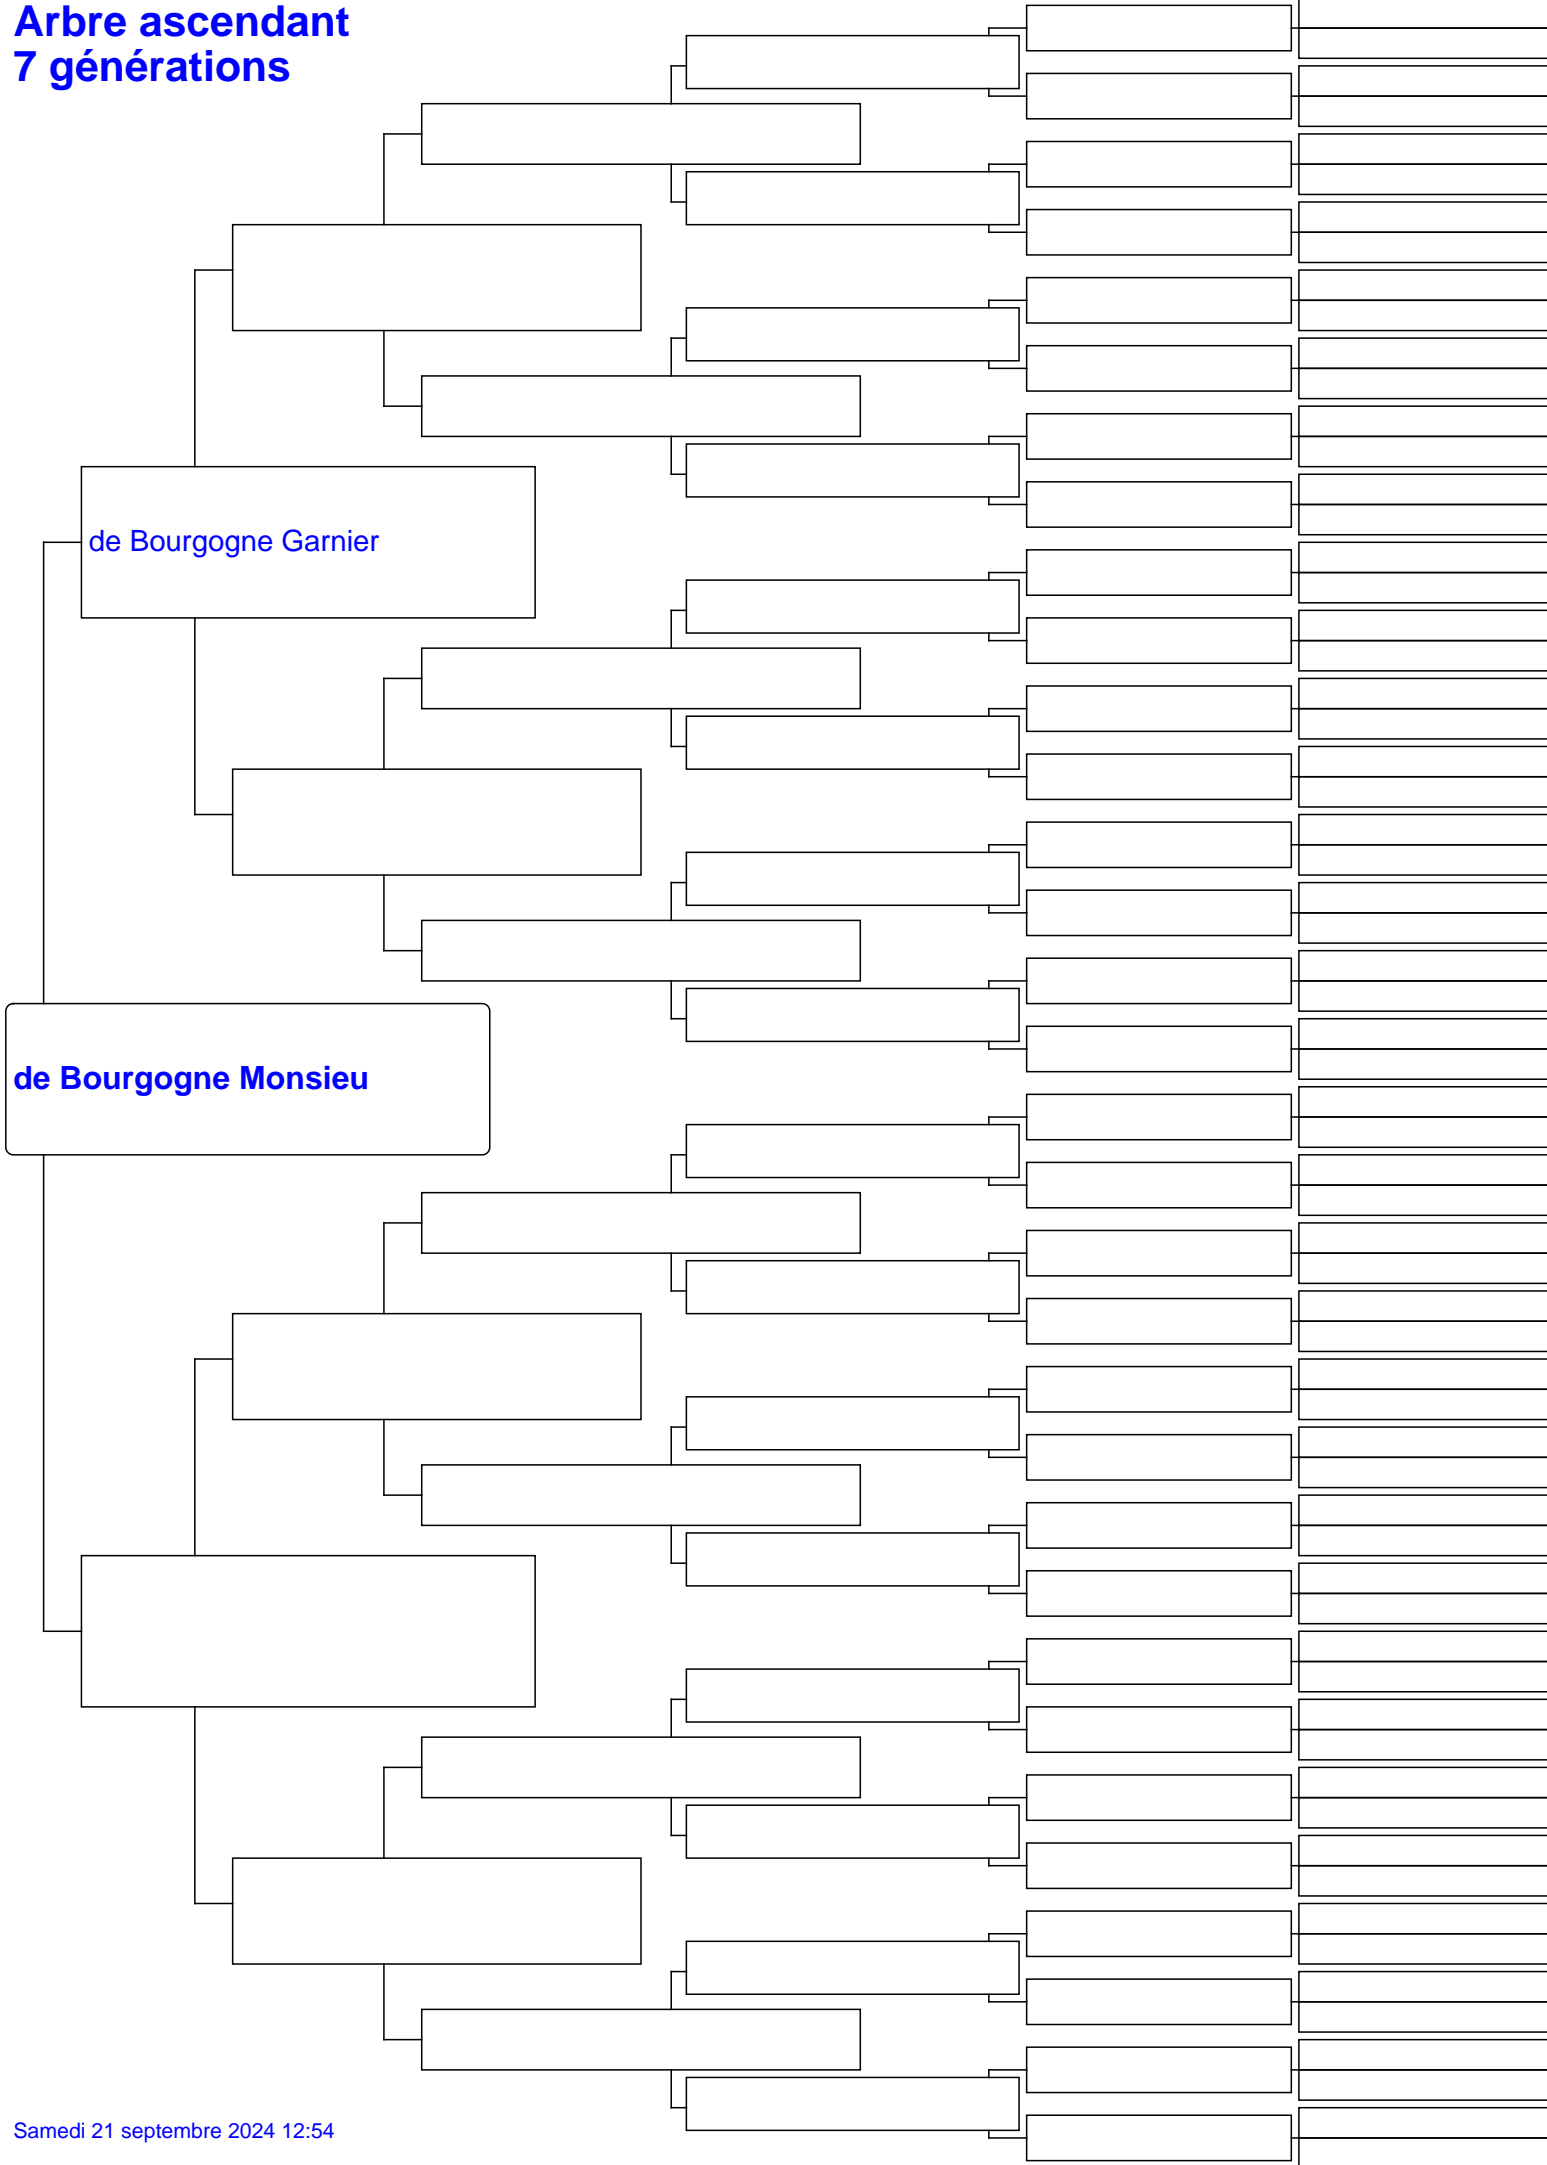 Arbre ascendant
7 générations
de Bourgogne Garnier
de Bourgogne Monsieu
Samedi 21 septembre 2024 12:54